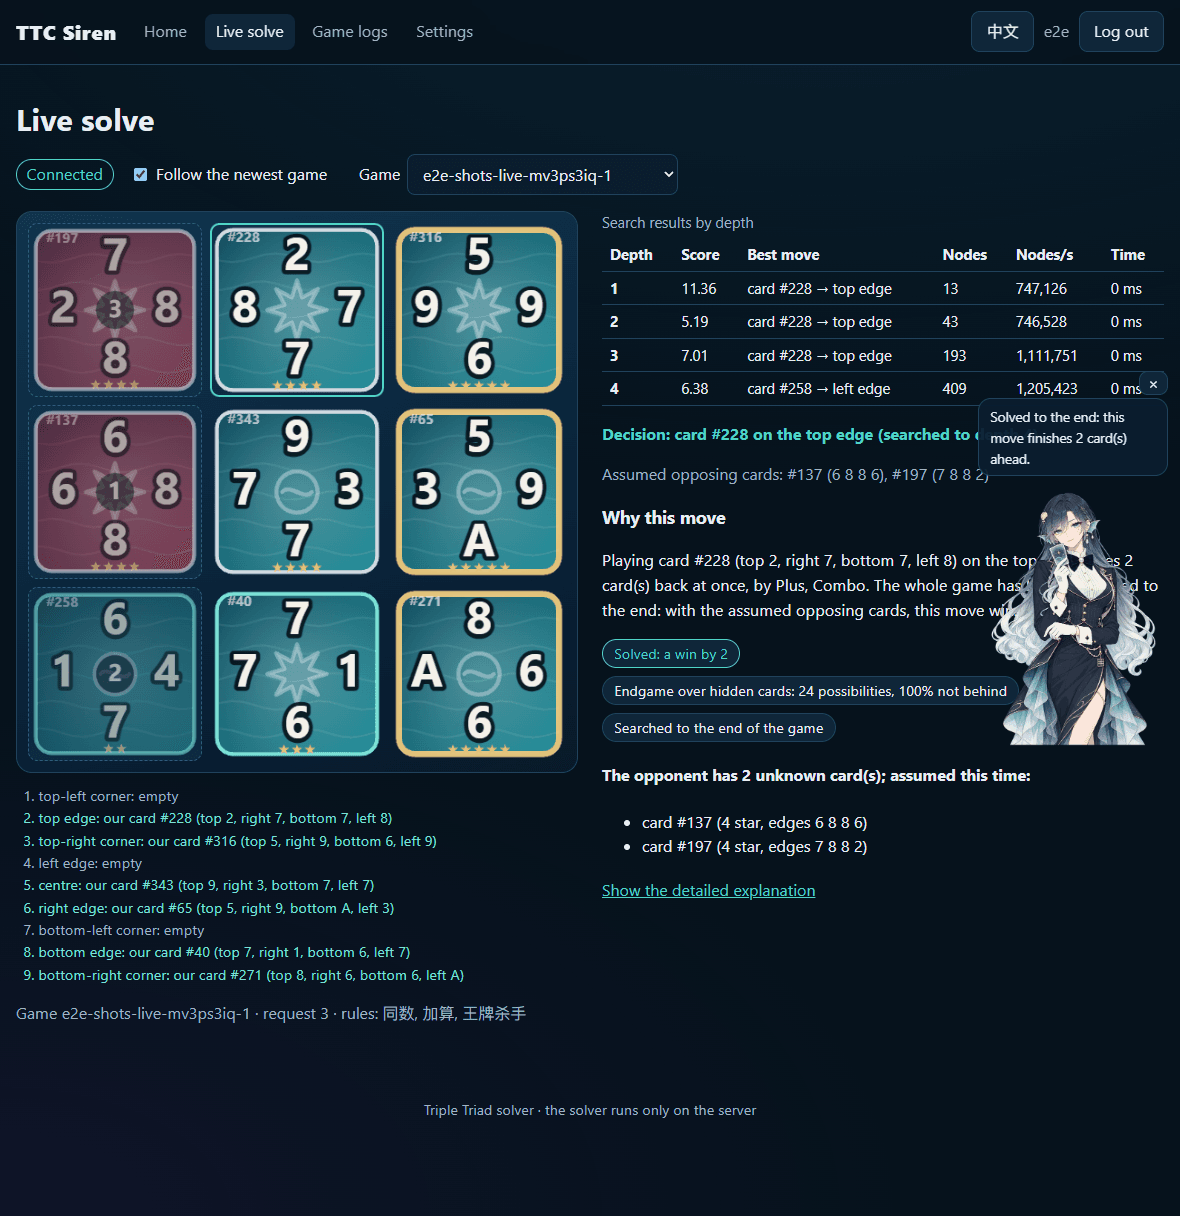 TTC Siren Home Live solve Game logs Settings 中文 e2e Log out
Live solve
Connected Follow the newest game Game e2e-shots-live-mv3ps3iq-1
#197 7 2 3 8 8
#228 2 8 7 7
#316 5 9 9 6
#137 6 6 1 8 8
#343 9 7 3 7
#65 5 3 9 A
#258 6 1 2 4 7
#40 7 7 1 6
#271 8 A 6 6
1. top-left corner: empty
2. top edge: our card #228 (top 2, right 7, bottom 7, left 8)
3. top-right corner: our card #316 (top 5, right 9, bottom 6, left 9)
4. left edge: empty
5. centre: our card #343 (top 9, right 3, bottom 7, left 7)
6. right edge: our card #65 (top 5, right 9, bottom A, left 3)
7. bottom-left corner: empty
8. bottom edge: our card #40 (top 7, right 1, bottom 6, left 7)
9. bottom-right corner: our card #271 (top 8, right 6, bottom 6, left A)
Game e2e-shots-live-mv3ps3iq-1 · request 3 · rules: 同数, 加算, 王牌杀手
Search results by depth
Depth Score Best move Nodes Nodes/s Time
1 11.36 card #228 → top edge 13 747,126 0 ms
2 5.19 card #228 → top edge 43 746,528 0 ms
3 7.01 card #228 → top edge 193 1,111,751 0 ms
4 6.38 card #258 → left edge 409 1,205,423 0 ms
×
Solved to the end: this
move finishes 2 card(s)
ahead.
Decision: card #228 on the top edge (searched to
Assumed opposing cards: #137 (6 8 8 6), #197 (7 8 8 2)
Why this move
Playing card #228 (top 2, right 7, bottom 7, left 8) on the top 2
card(s) back at once, by Plus, Combo. The whole game has to
the end: with the assumed opposing cards, this move
Solved: a win by 2
Endgame over hidden cards: 24 possibilities, 100% not behind
Searched to the end of the game
The opponent has 2 unknown card(s); assumed this time:
card #137 (4 star, edges 6 8 8 6)
card #197 (4 star, edges 7 8 8 2)
Show the detailed explanation
Triple Triad solver · the solver runs only on the server